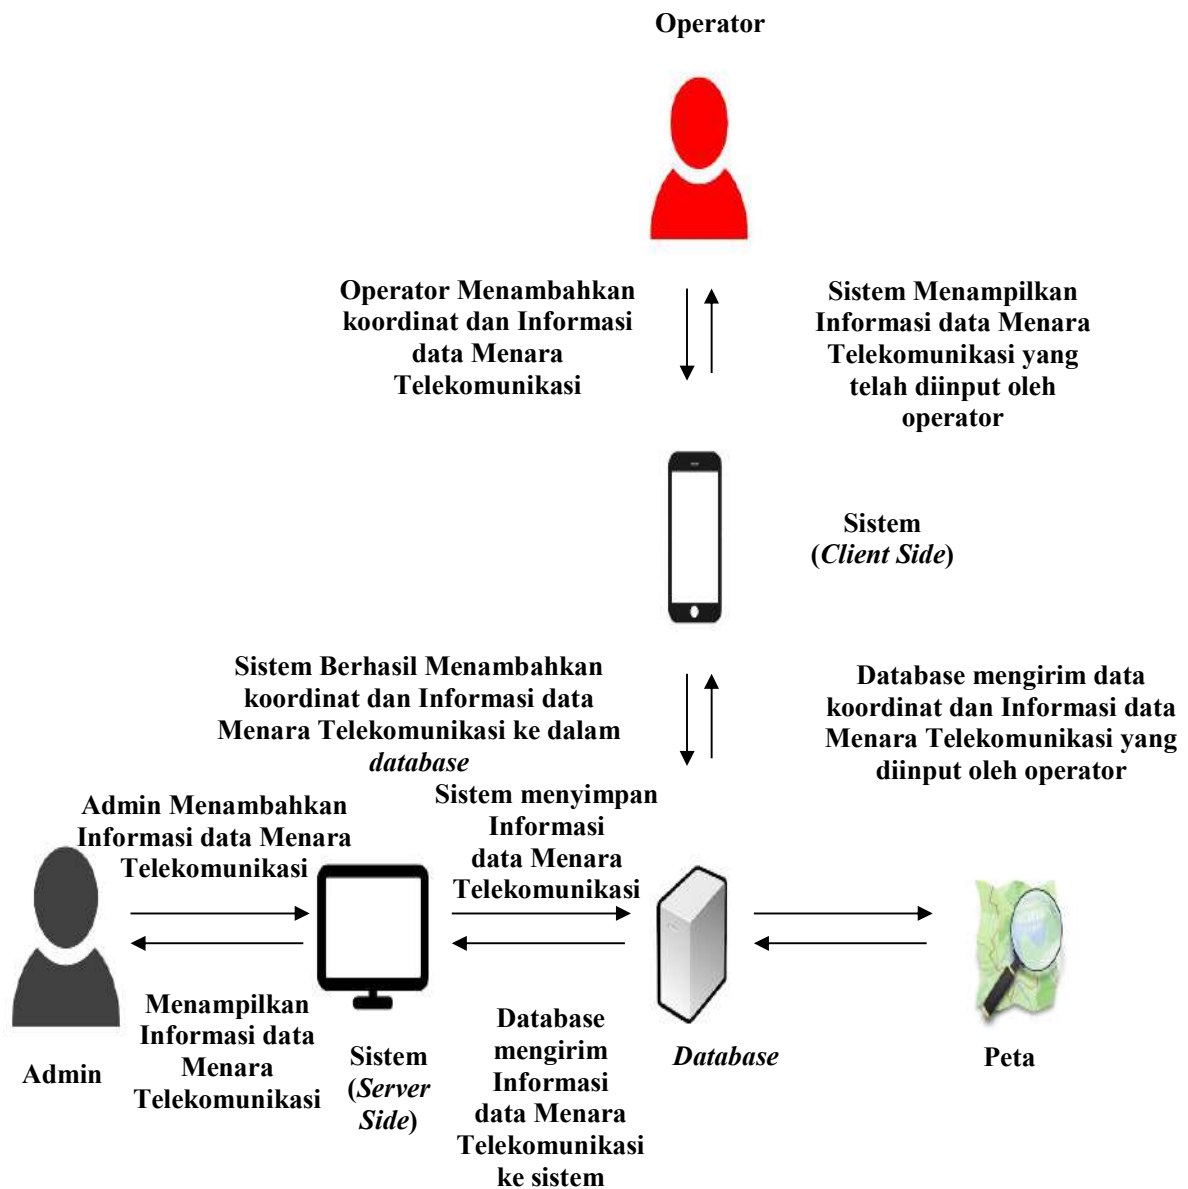 Operator
Operator Menambahkan
koordinat dan Informasi
data Menara
Telekomunikasi
Sistem Menampilkan
Informasi data Menara
Telekomunikasi yang
telah diinput oleh
operator
Sistem
(Client Side)
Sistem Berhasil Menambahkan
koordinat dan Informasi data
Menara Telekomunikasi ke dalam
database
Database mengirim data
koordinat dan Informasi data
Menara Telekomunikasi yang
diinput oleh operator
Admin Menambahkan
Informasi data Menara
Telekomunikasi
Sistem menyimpan
Informasi
data Menara
Telekomunikasi
Admin
Menampilkan
Informasi data
Menara
Telekomunikasi
Sistem
(Server
Side)
Database
mengirim
Informasi
data Menara
Telekomunikasi
ke sistem
Database
Peta